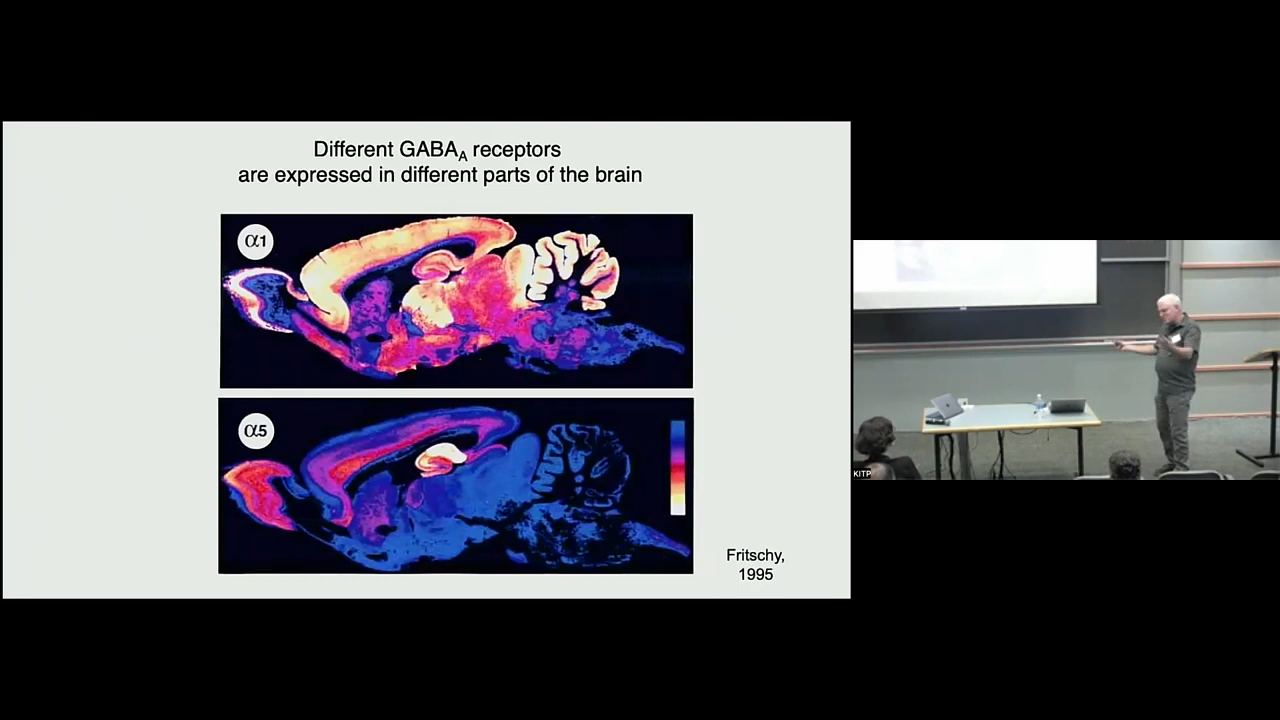 Different GABAA receptors
are expressed in different parts of the brain
α1
α5
Fritschy,
1995
KITP